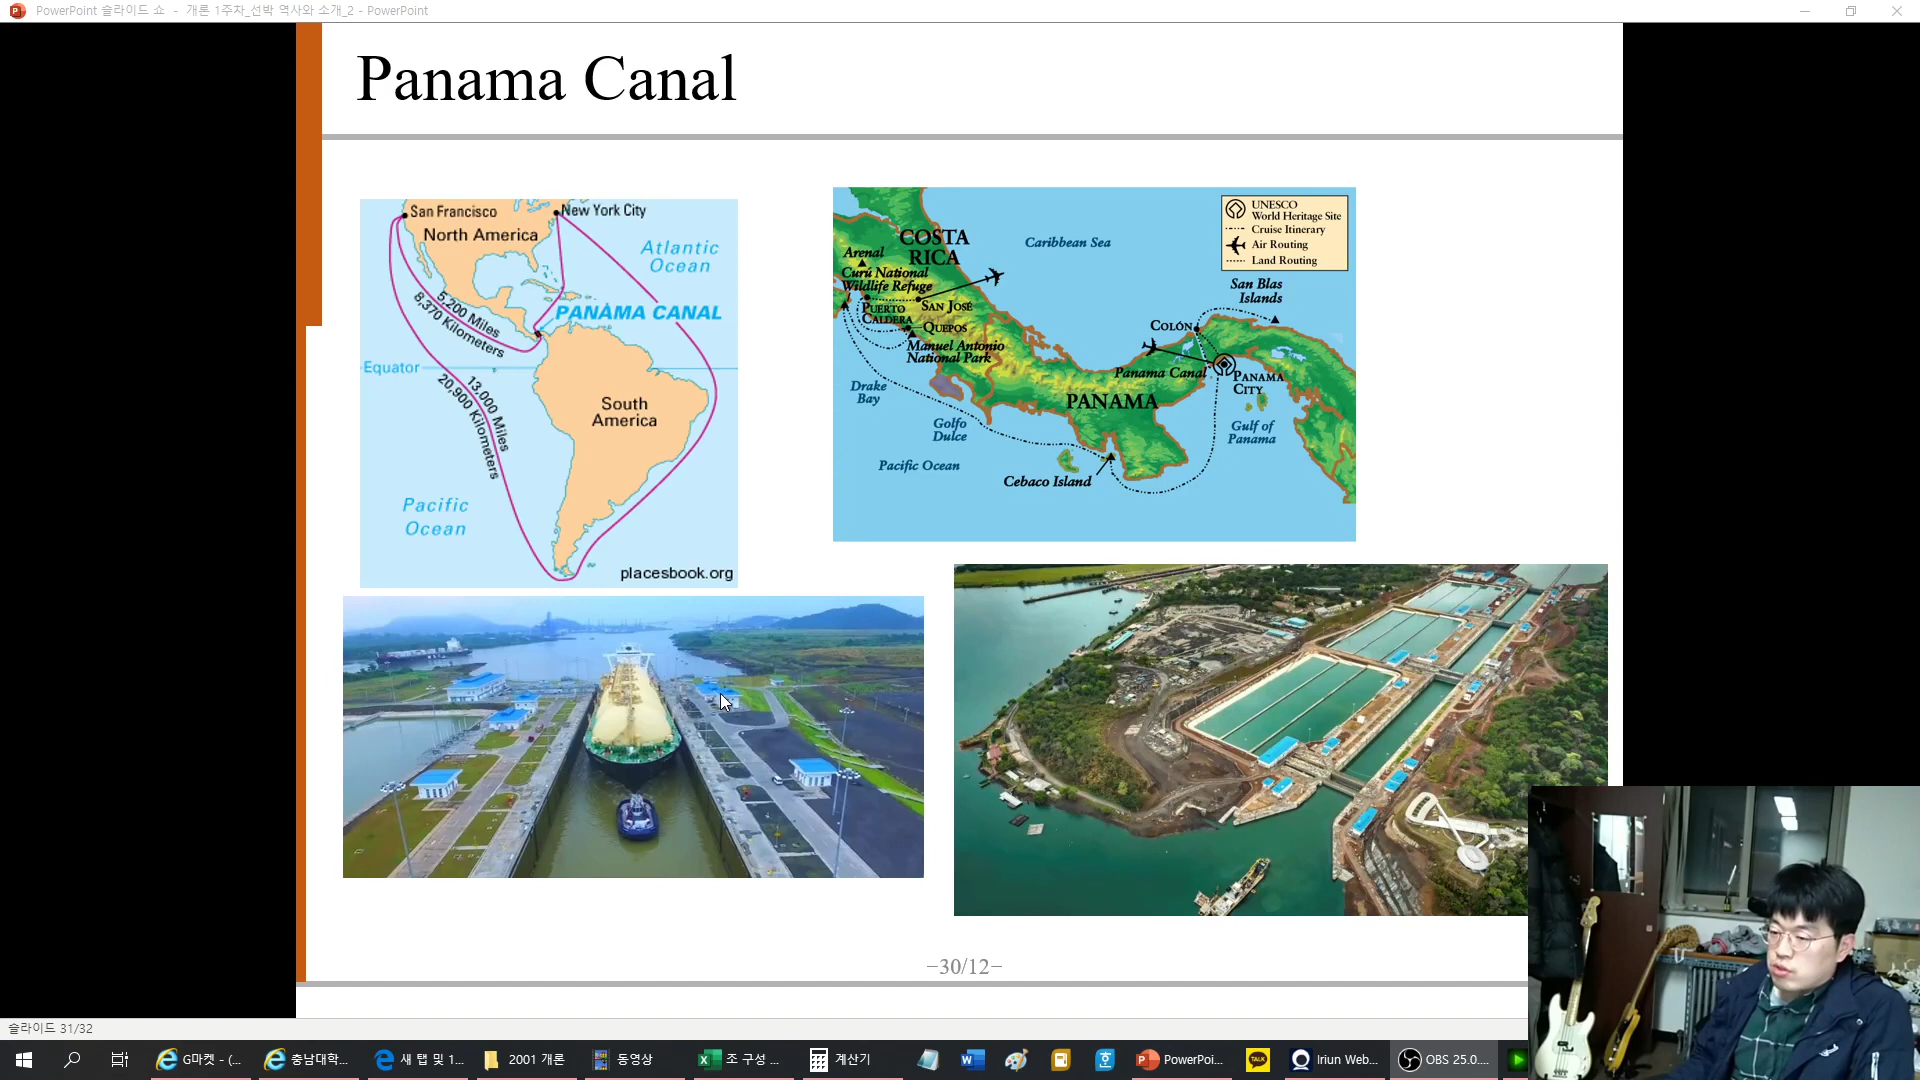 PowerPoint 슬라이드 쇼 - 개론 1주차_선박 역사와 소개_2 - PowerPoint
Panama Canal
San Francisco
New York City
North America
Atlantic
Ocean
PANAMA CANAL
5,200 Miles
8,370 Kilometers
Equator
13,000 Miles
20,900 Kilometers
South
America
Pacific
Ocean
placesbook.org
UNESCO
World Heritage Site
Cruise Itinerary
Air Routing
Land Routing
COSTA
RICA
Caribbean Sea
Arenal
Curú National
Wildlife Refuge
PUERTO
CALDERA
SAN JOSÉ
QUEPOS
Manuel Antonio
National Park
San Blas
Islands
COLÓN
Panama Canal
PANAMA
CITY
PANAMA
Drake
Bay
Golfo
Dulce
Gulf of
Panama
Pacific Ocean
Cebaco Island
-30/12-
슬라이드 31/32
G마켓 - (...
충남대학...
새 탭 및 1...
2001 개론
동영상
조 구성 ...
계산기
PowerPoi...
TALK
Iriun Web...
OBS 25.0....